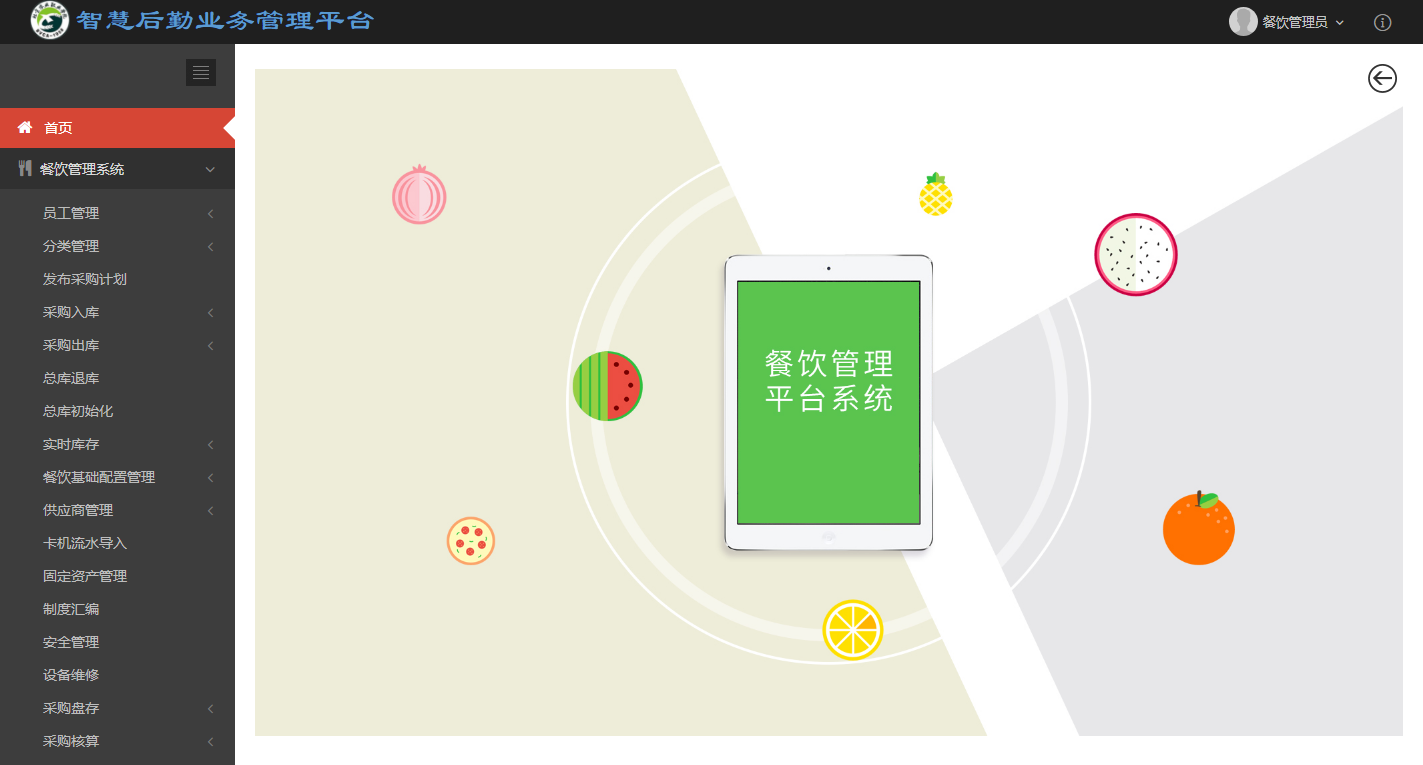 智慧后勤业务管理平台
餐饮管理员
首页
餐饮管理系统
员工管理
分类管理
发布采购计划
采购入库
采购出库
总库退库
总库初始化
实时库存
餐饮基础配置管理
供应商管理
卡机流水导入
固定资产管理
制度汇编
安全管理
设备维修
采购盘存
采购核算
餐饮管理
平台系统